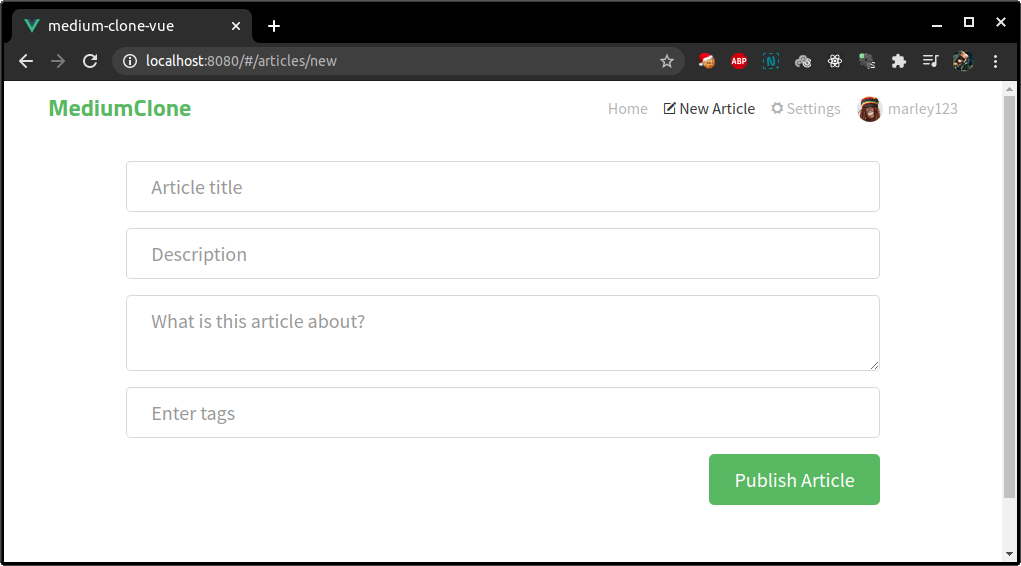 medium-clone-vue
localhost:8080/#/articles/new
ABP
MediumClone
Home New Article Settings marley123
Article title
Description
What is this article about?
Enter tags
Publish Article